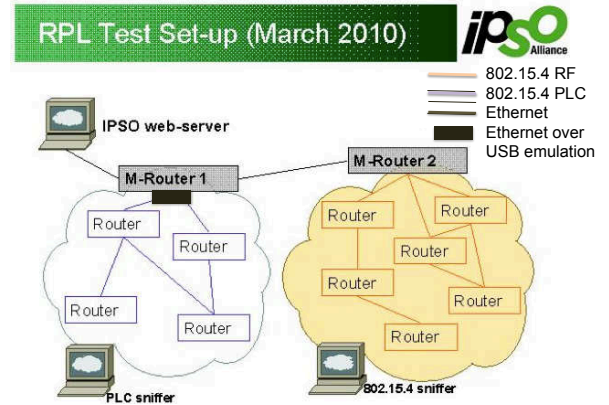 RPL Test Set-up (March 2010)
ipso
Alliance
802.15.4 RF
802.15.4 PLC
Ethernet
Ethernet over
USB emulation
IPSO web-server
M-Router 1
M-Router 2
Router
Router
Router
Router
Router
Router
Router
Router
Router
Router
PLC sniffer
802.15.4 sniffer